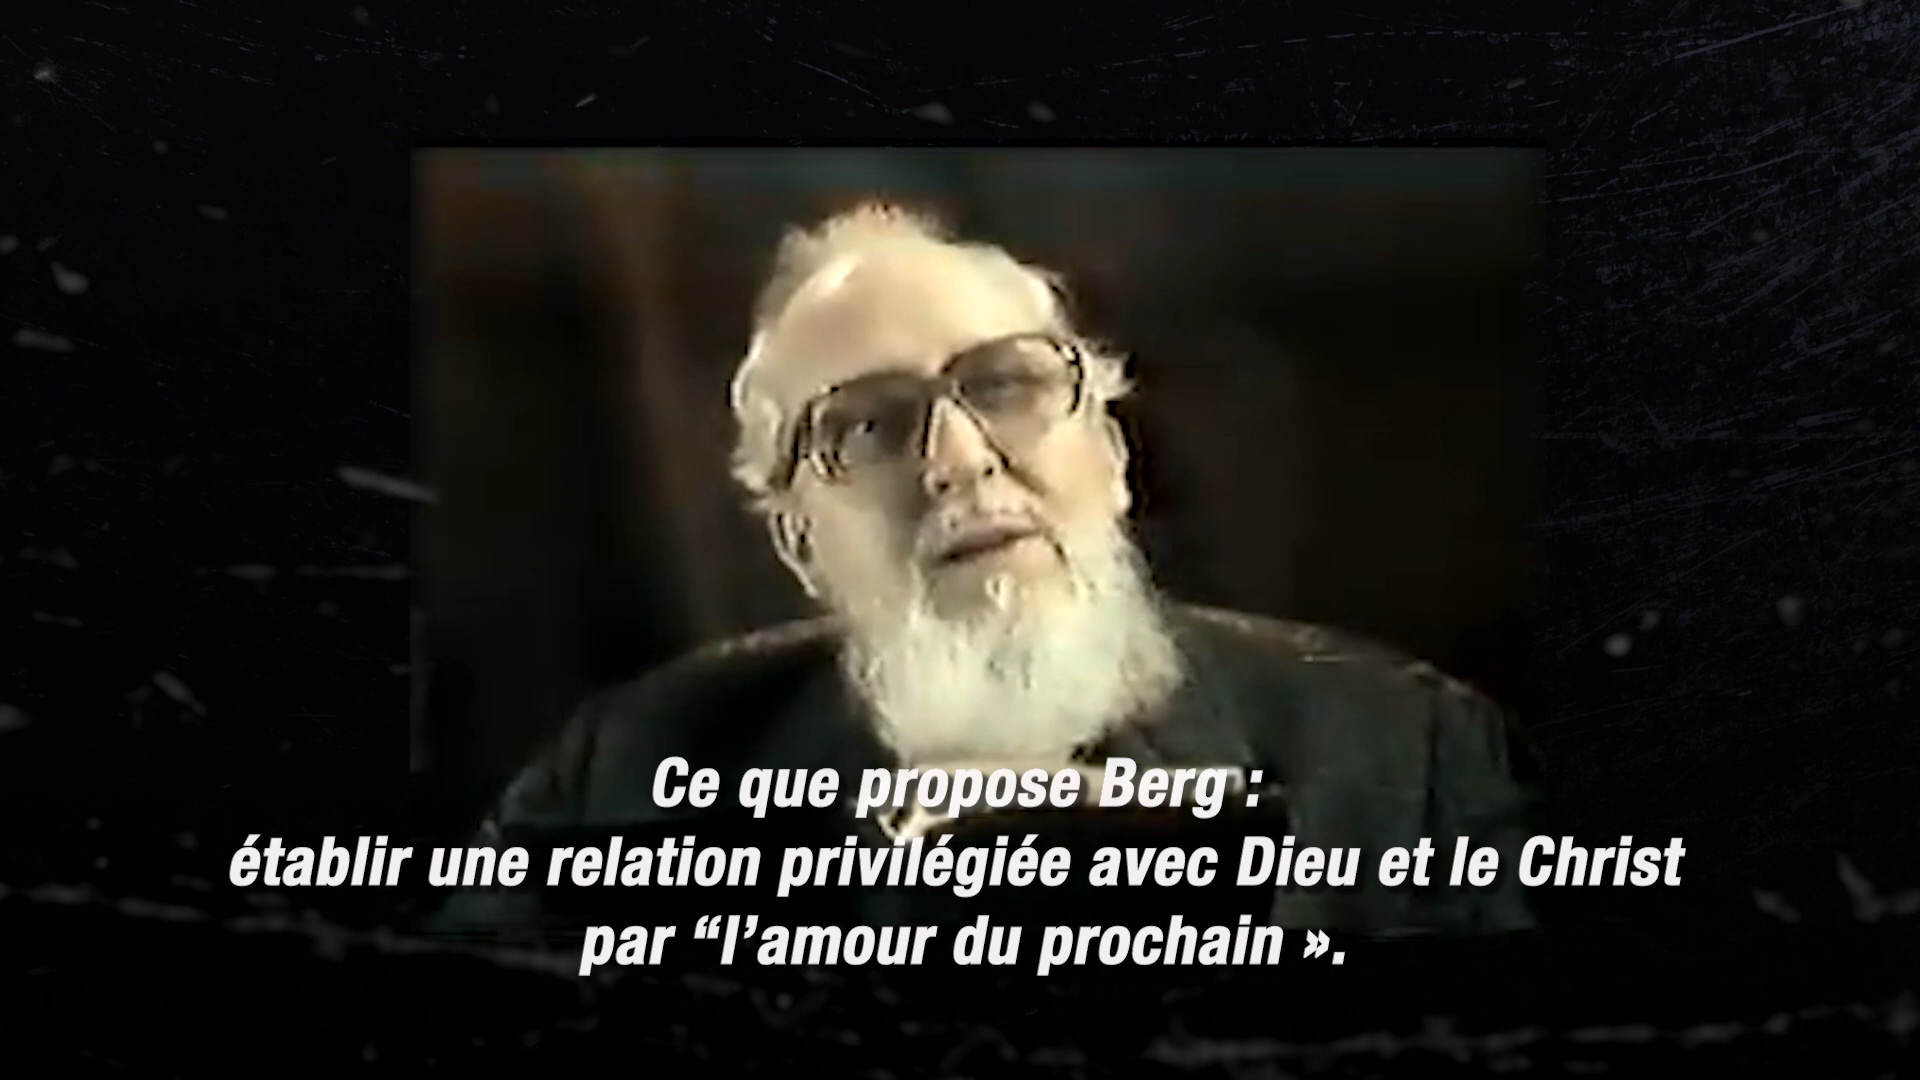 Ce que propose Berg :
établir une relation privilégiée avec Dieu et le Christ
par “l’amour du prochain ».